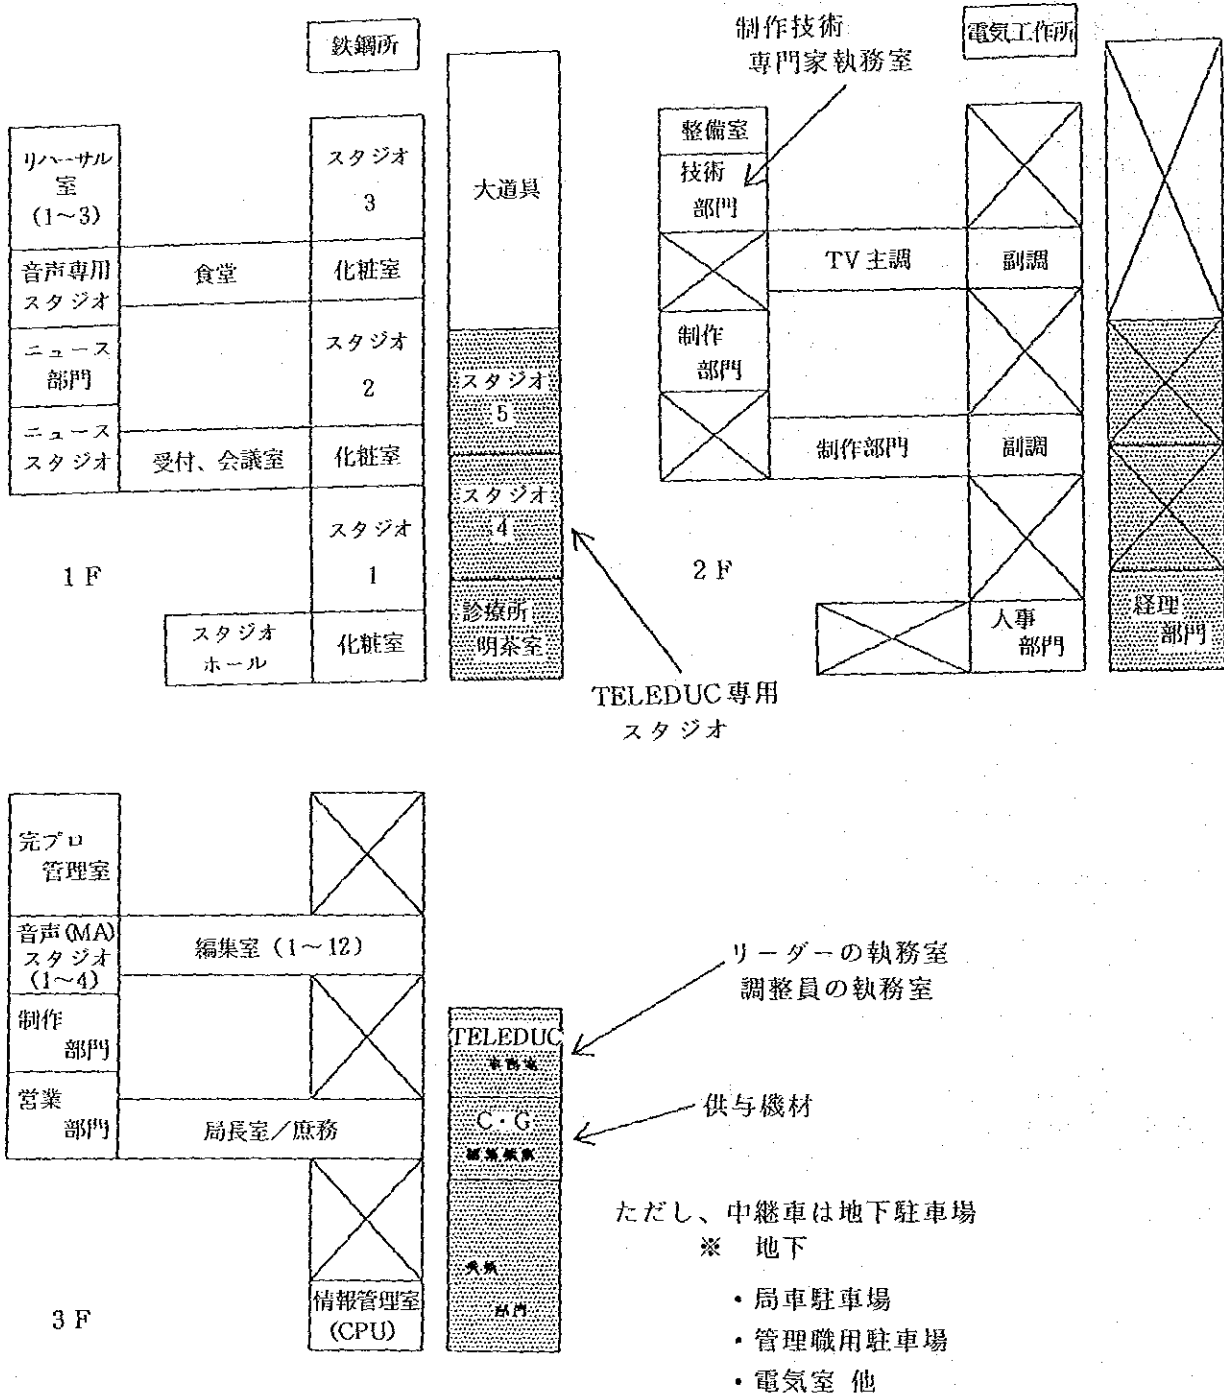 鉄鋼所
リハーサル
室
(1～3)
スタジオ
3
大道具
音声専用
スタジオ
食堂
化粧室
ニュース
部門
スタジオ
2
スタジオ
5
ニュース
スタジオ
受付、会議室
化粧室
スタジオ
4
スタジオ
1
1F
診療所
明茶室
スタジオ
ホール
化粧室
TELEDUC専用
スタジオ
制作技術
専門家執務室
電気工作所
整備室
技術
部門
TV主調
副調
制作
部門
制作部門
副調
2F
人事
部門
経理
部門
完プロ
管理室
音声(MA)
スタジオ
(1～4)
編集室（1～12）
制作
部門
TELEDUC
リーダーの執務室
調整員の執務室
営業
部門
局長室／庶務
C・G
供与機材
部門
情報管理室
(CPU)
3F
ただし、中継車は地下駐車場
※ 地下
・局車駐車場
・管理職用駐車場
・電気室 他